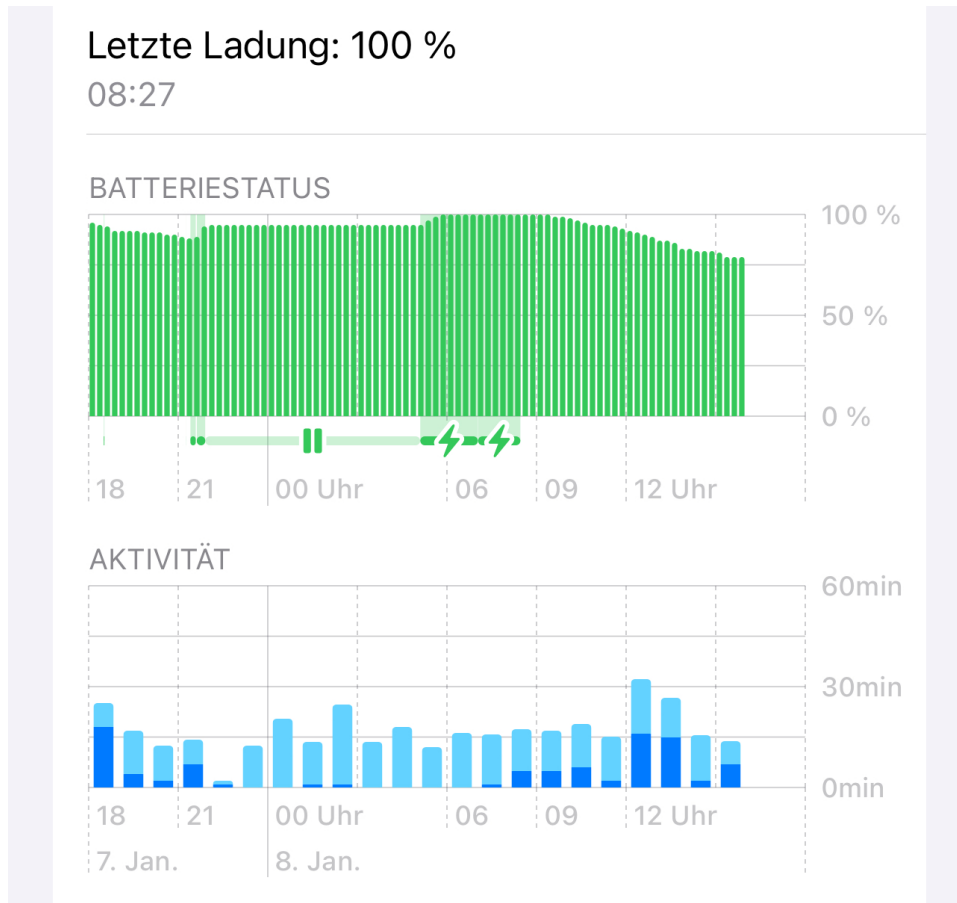 Letzte Ladung: 100 %
08:27
BATTERIESTATUS
100 %
50 %
0 %
18 21 00 Uhr 06 09 12 Uhr
AKTIVITÄT
60min
30min
0min
18 21 00 Uhr 06 09 12 Uhr
7. Jan. 8. Jan.